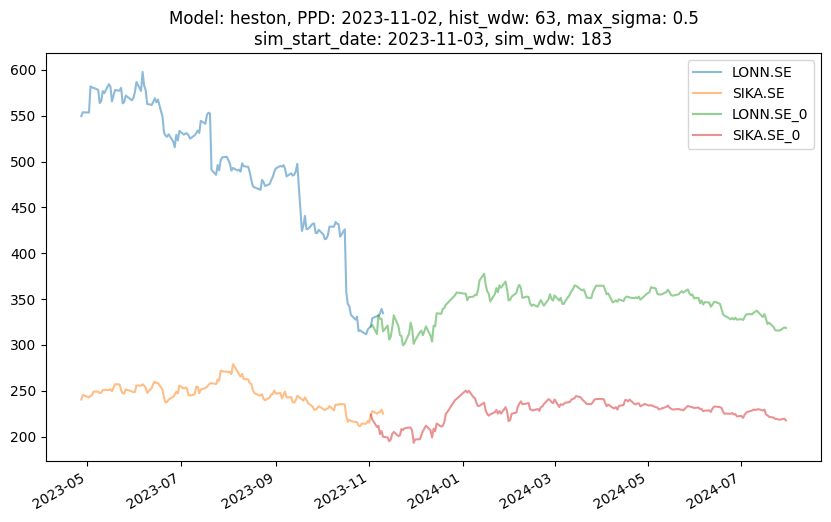 Model: heston, PPD: 2023-11-02, hist_wdw: 63, max_sigma: 0.5
sim_start_date: 2023-11-03, sim_wdw: 183
LONN.SE
SIKA.SE
LONN.SE_0
SIKA.SE_0
600
550
500
450
400
350
300
250
200
2023-05
2023-07
2023-09
2023-11
2024-01
2024-03
2024-05
2024-07